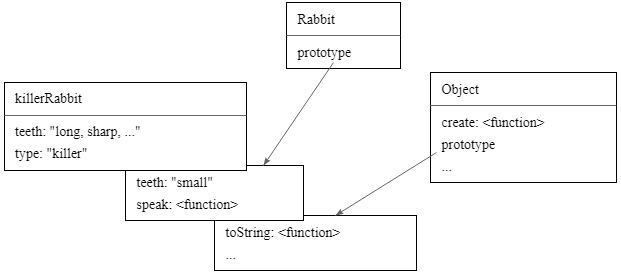 Rabbit
prototype
killerRabbit
teeth: "long, sharp, ..."
type: "killer"
Object
create: <function>
prototype
...
teeth: "small"
speak: <function>
toString: <function>
...